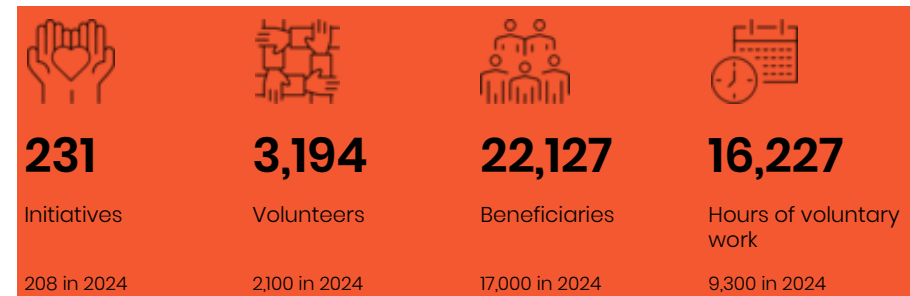 231
Initiatives
208 in 2024
3,194
Volunteers
2,100 in 2024
22,127
Beneficiaries
17,000 in 2024
16,227
Hours of voluntary
work
9,300 in 2024